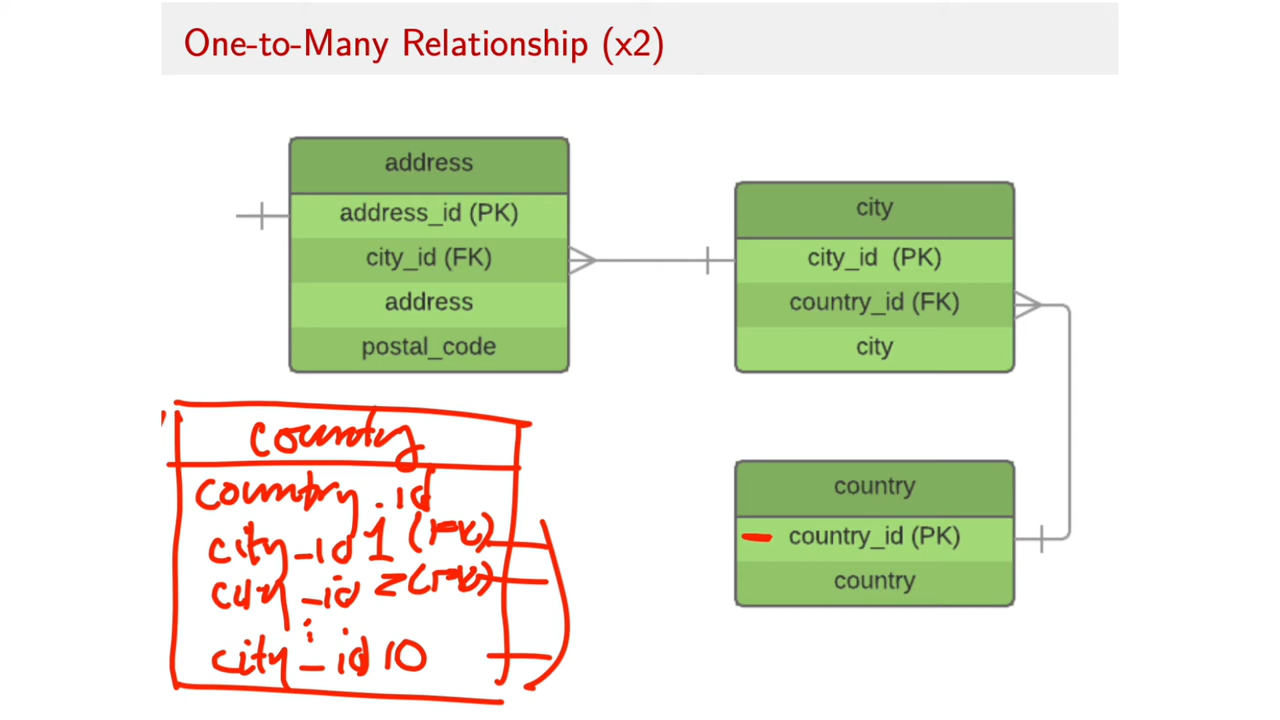 One-to-Many Relationship (x2)
address
address_id (PK)
city_id (FK)
address
postal_code
city
city_id (PK)
country_id (FK)
city
country
country_id (PK)
country
country
country_id
city_id 1 (FK)
city_id 2 (FK)
⋮
city_id 10